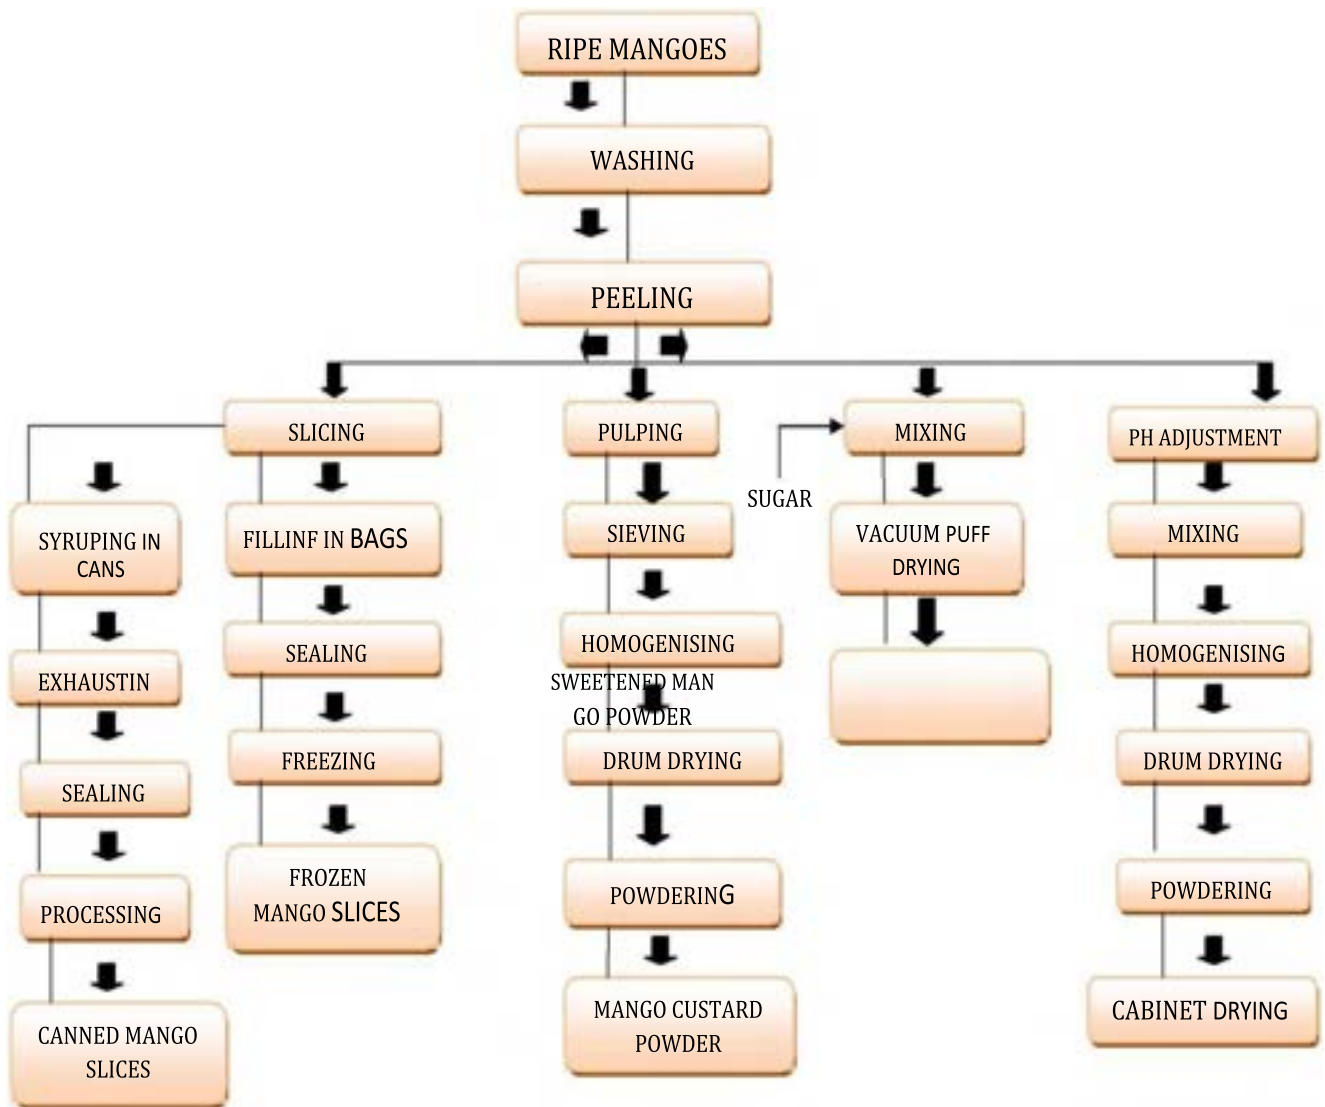 RIPE MANGOES
WASHING
PEELING
SLICING
PULPING
MIXING
PH ADJUSTMENT
SUGAR
SYRUPING IN
CANS
FILLINF IN BAGS
SIEVING
VACUUM PUFF
DRYING
MIXING
EXHAUSTIN
SEALING
HOMOGENISING
SWEETENED MAN
GO POWDER
HOMOGENISING
SEALING
FREEZING
DRUM DRYING
DRUM DRYING
PROCESSING
FROZEN
MANGO SLICES
POWDERING
POWDERING
CANNED MANGO
SLICES
MANGO CUSTARD
POWDER
CABINET DRYING